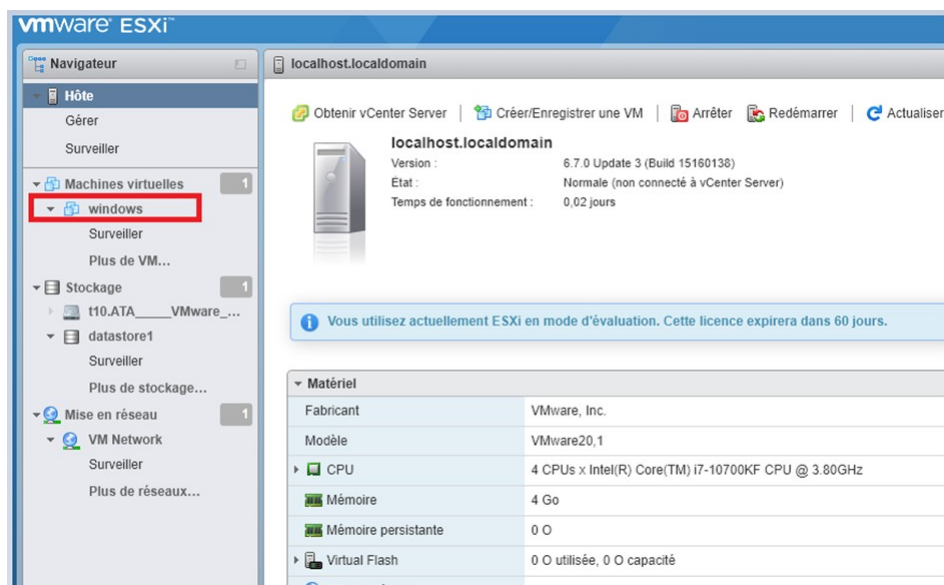 vmware ESXi™
Navigateur
localhost.localdomain
Hôte
Gérer
Surveiller
Machines virtuelles 1
windows
Surveiller
Plus de VM...
Stockage 1
t10.ATA_____VMware_...
datastore1
Surveiller
Plus de stockage...
Mise en réseau 1
VM Network
Surveiller
Plus de réseaux...
Obtenir vCenter Server | Créer/Enregistrer une VM | Arrêter Redémarrer | Actualiser
localhost.localdomain
Version : 6.7.0 Update 3 (Build 15160138)
État : Normale (non connecté à vCenter Server)
Temps de fonctionnement : 0,02 jours
Vous utilisez actuellement ESXi en mode d'évaluation. Cette licence expirera dans 60 jours.
Matériel
Fabricant VMware, Inc.
Modèle VMware20,1
CPU 4 CPUs x Intel(R) Core(TM) i7-10700KF CPU @ 3.80GHz
Mémoire 4 Go
Mémoire persistante 0 O
Virtual Flash 0 O utilisée, 0 O capacité